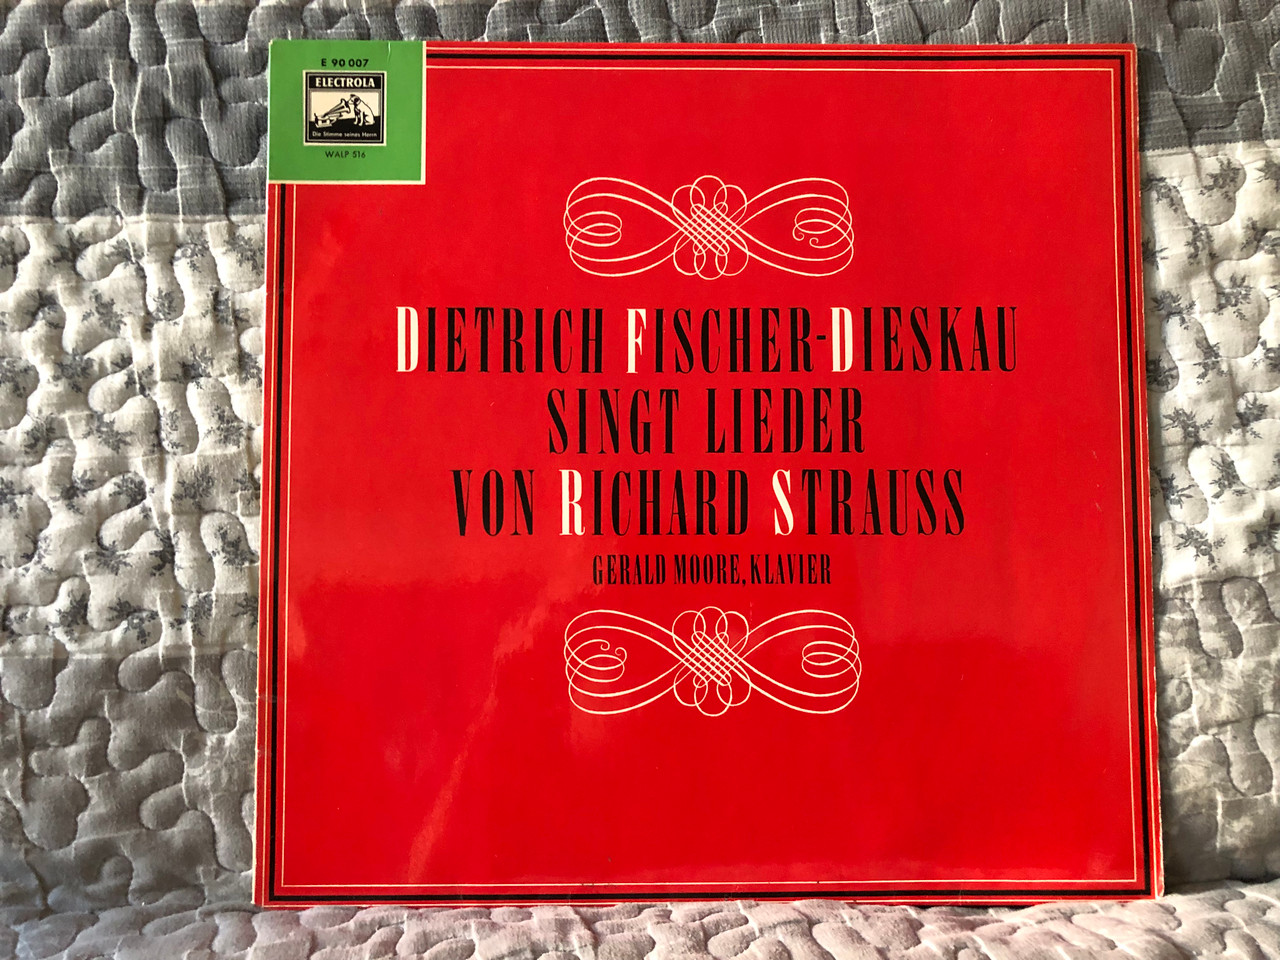 E 90 007
ELECTROLA
Die Stimme seines Herrn
WALP 516
DIETRICH FISCHER-DIESKAU
SINGT LIEDER
VON RICHARD STRAUSS
GERALD MOORE, KLAVIER